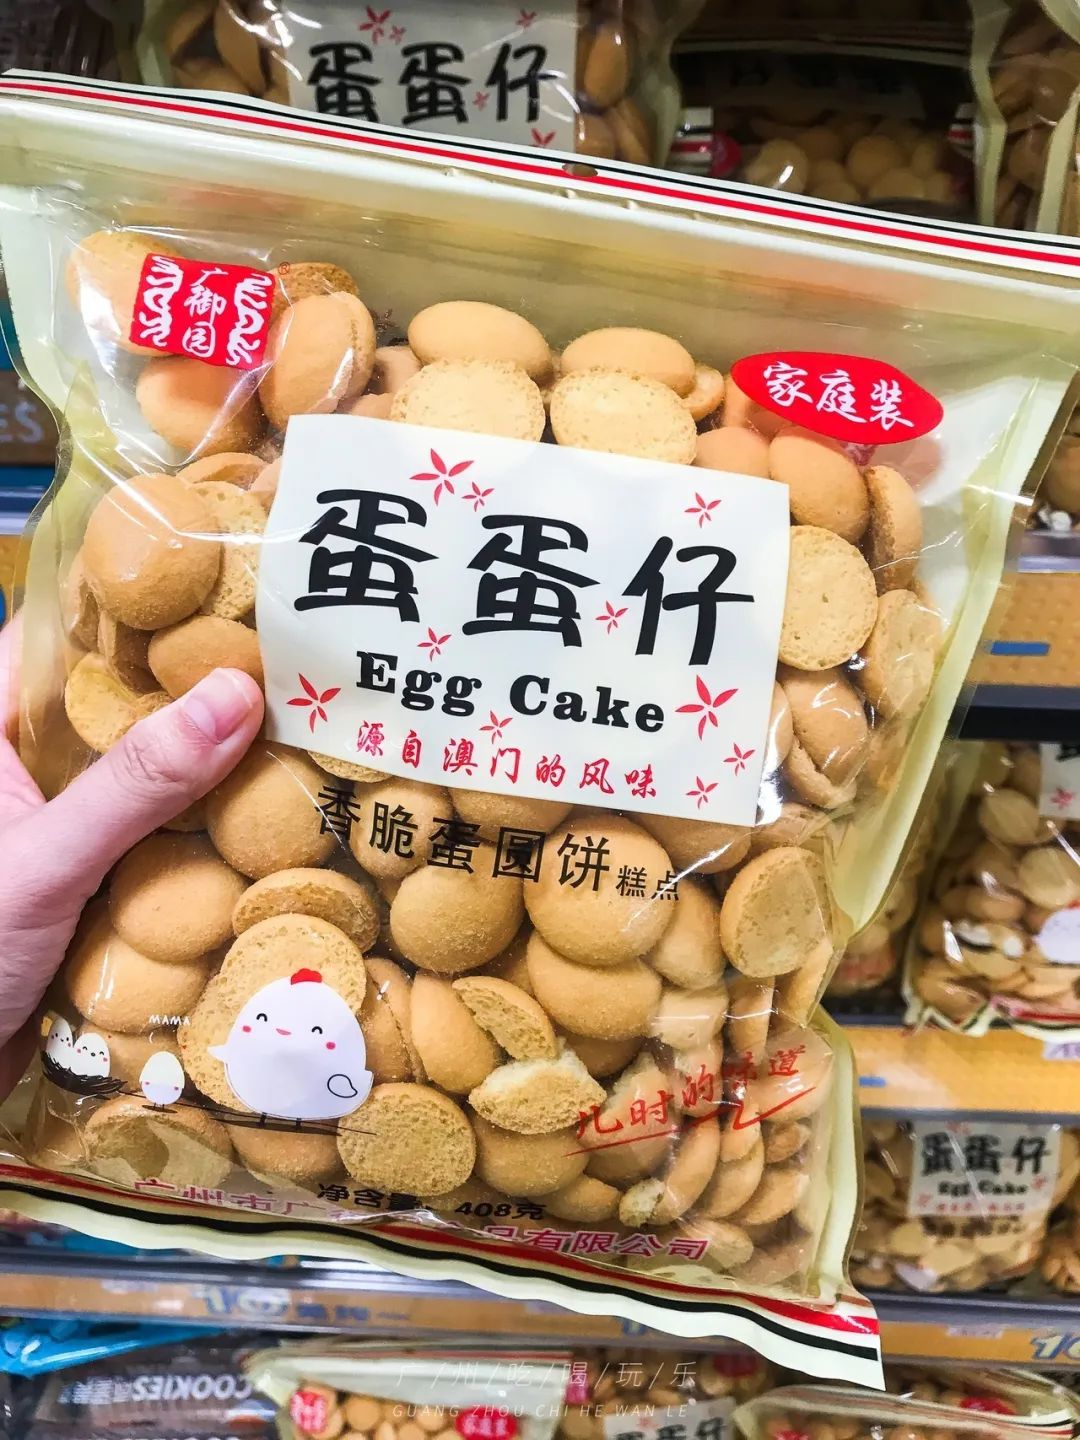 蛋蛋仔
广御园
®
家庭装
蛋蛋仔
Egg Cake
源自澳门的风味
香脆蛋圆饼 糕点
MAMA
儿时的味道
净含量: 408克
食品有限公司
蛋蛋仔
Egg Cake
COOKIES
广/州/吃/喝/玩/乐
GUANG ZHOU CHI HE WAN LE